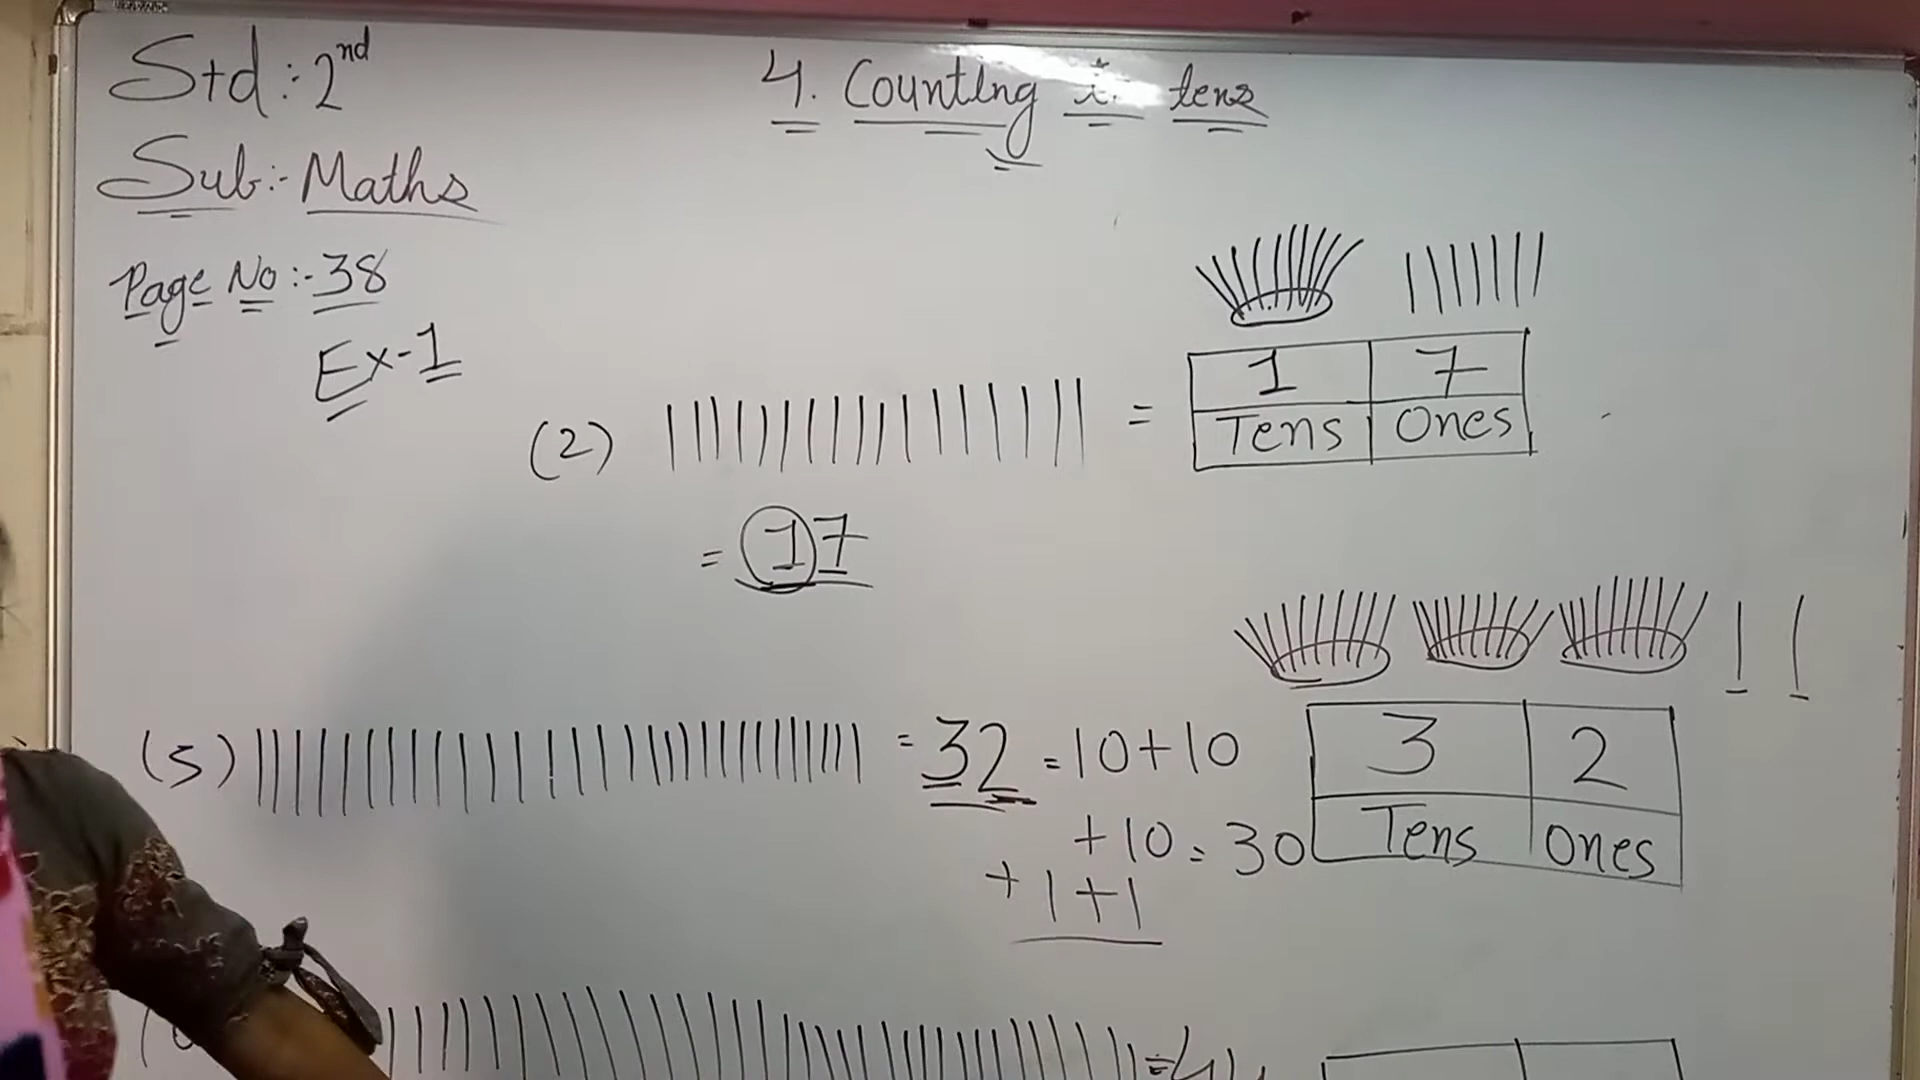 Std :- 2nd
4. Counting in tens
Sub :- Maths
Page No :- 38
Ex-1
1 7
(2) = Tens Ones
= 17
(5) = 32 = 10+10 3 2
+10 = 30 Tens Ones
+ 1+1